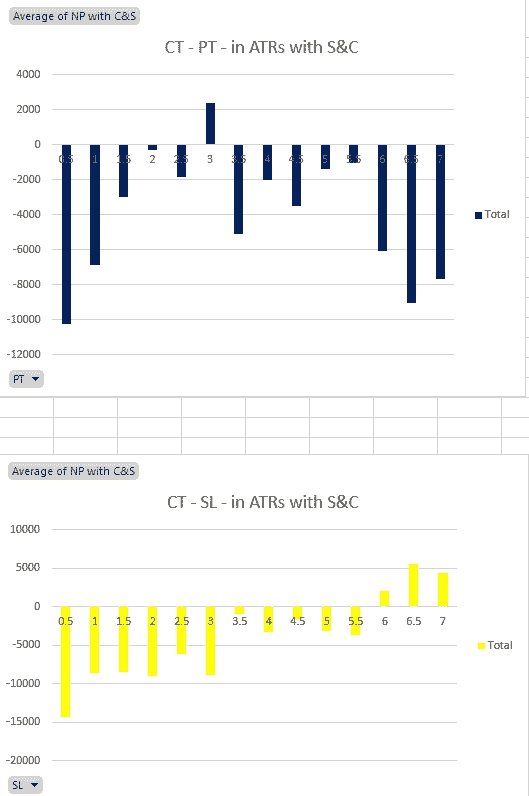 Average of NP with C&S
CT - PT - in ATRs with S&C
4000
2000
0
-2000
-4000
-6000
-8000
-10000
-12000
0.5 1 1.5 2 2.5 3 3.5 4 4.5 5 5.5 6 6.5 7
Total
PT
Average of NP with C&S
CT - SL - in ATRs with S&C
10000
5000
0
-5000
-10000
-15000
-20000
0.5 1 1.5 2 2.5 3 3.5 4 4.5 5 5.5 6 6.5 7
Total
SL